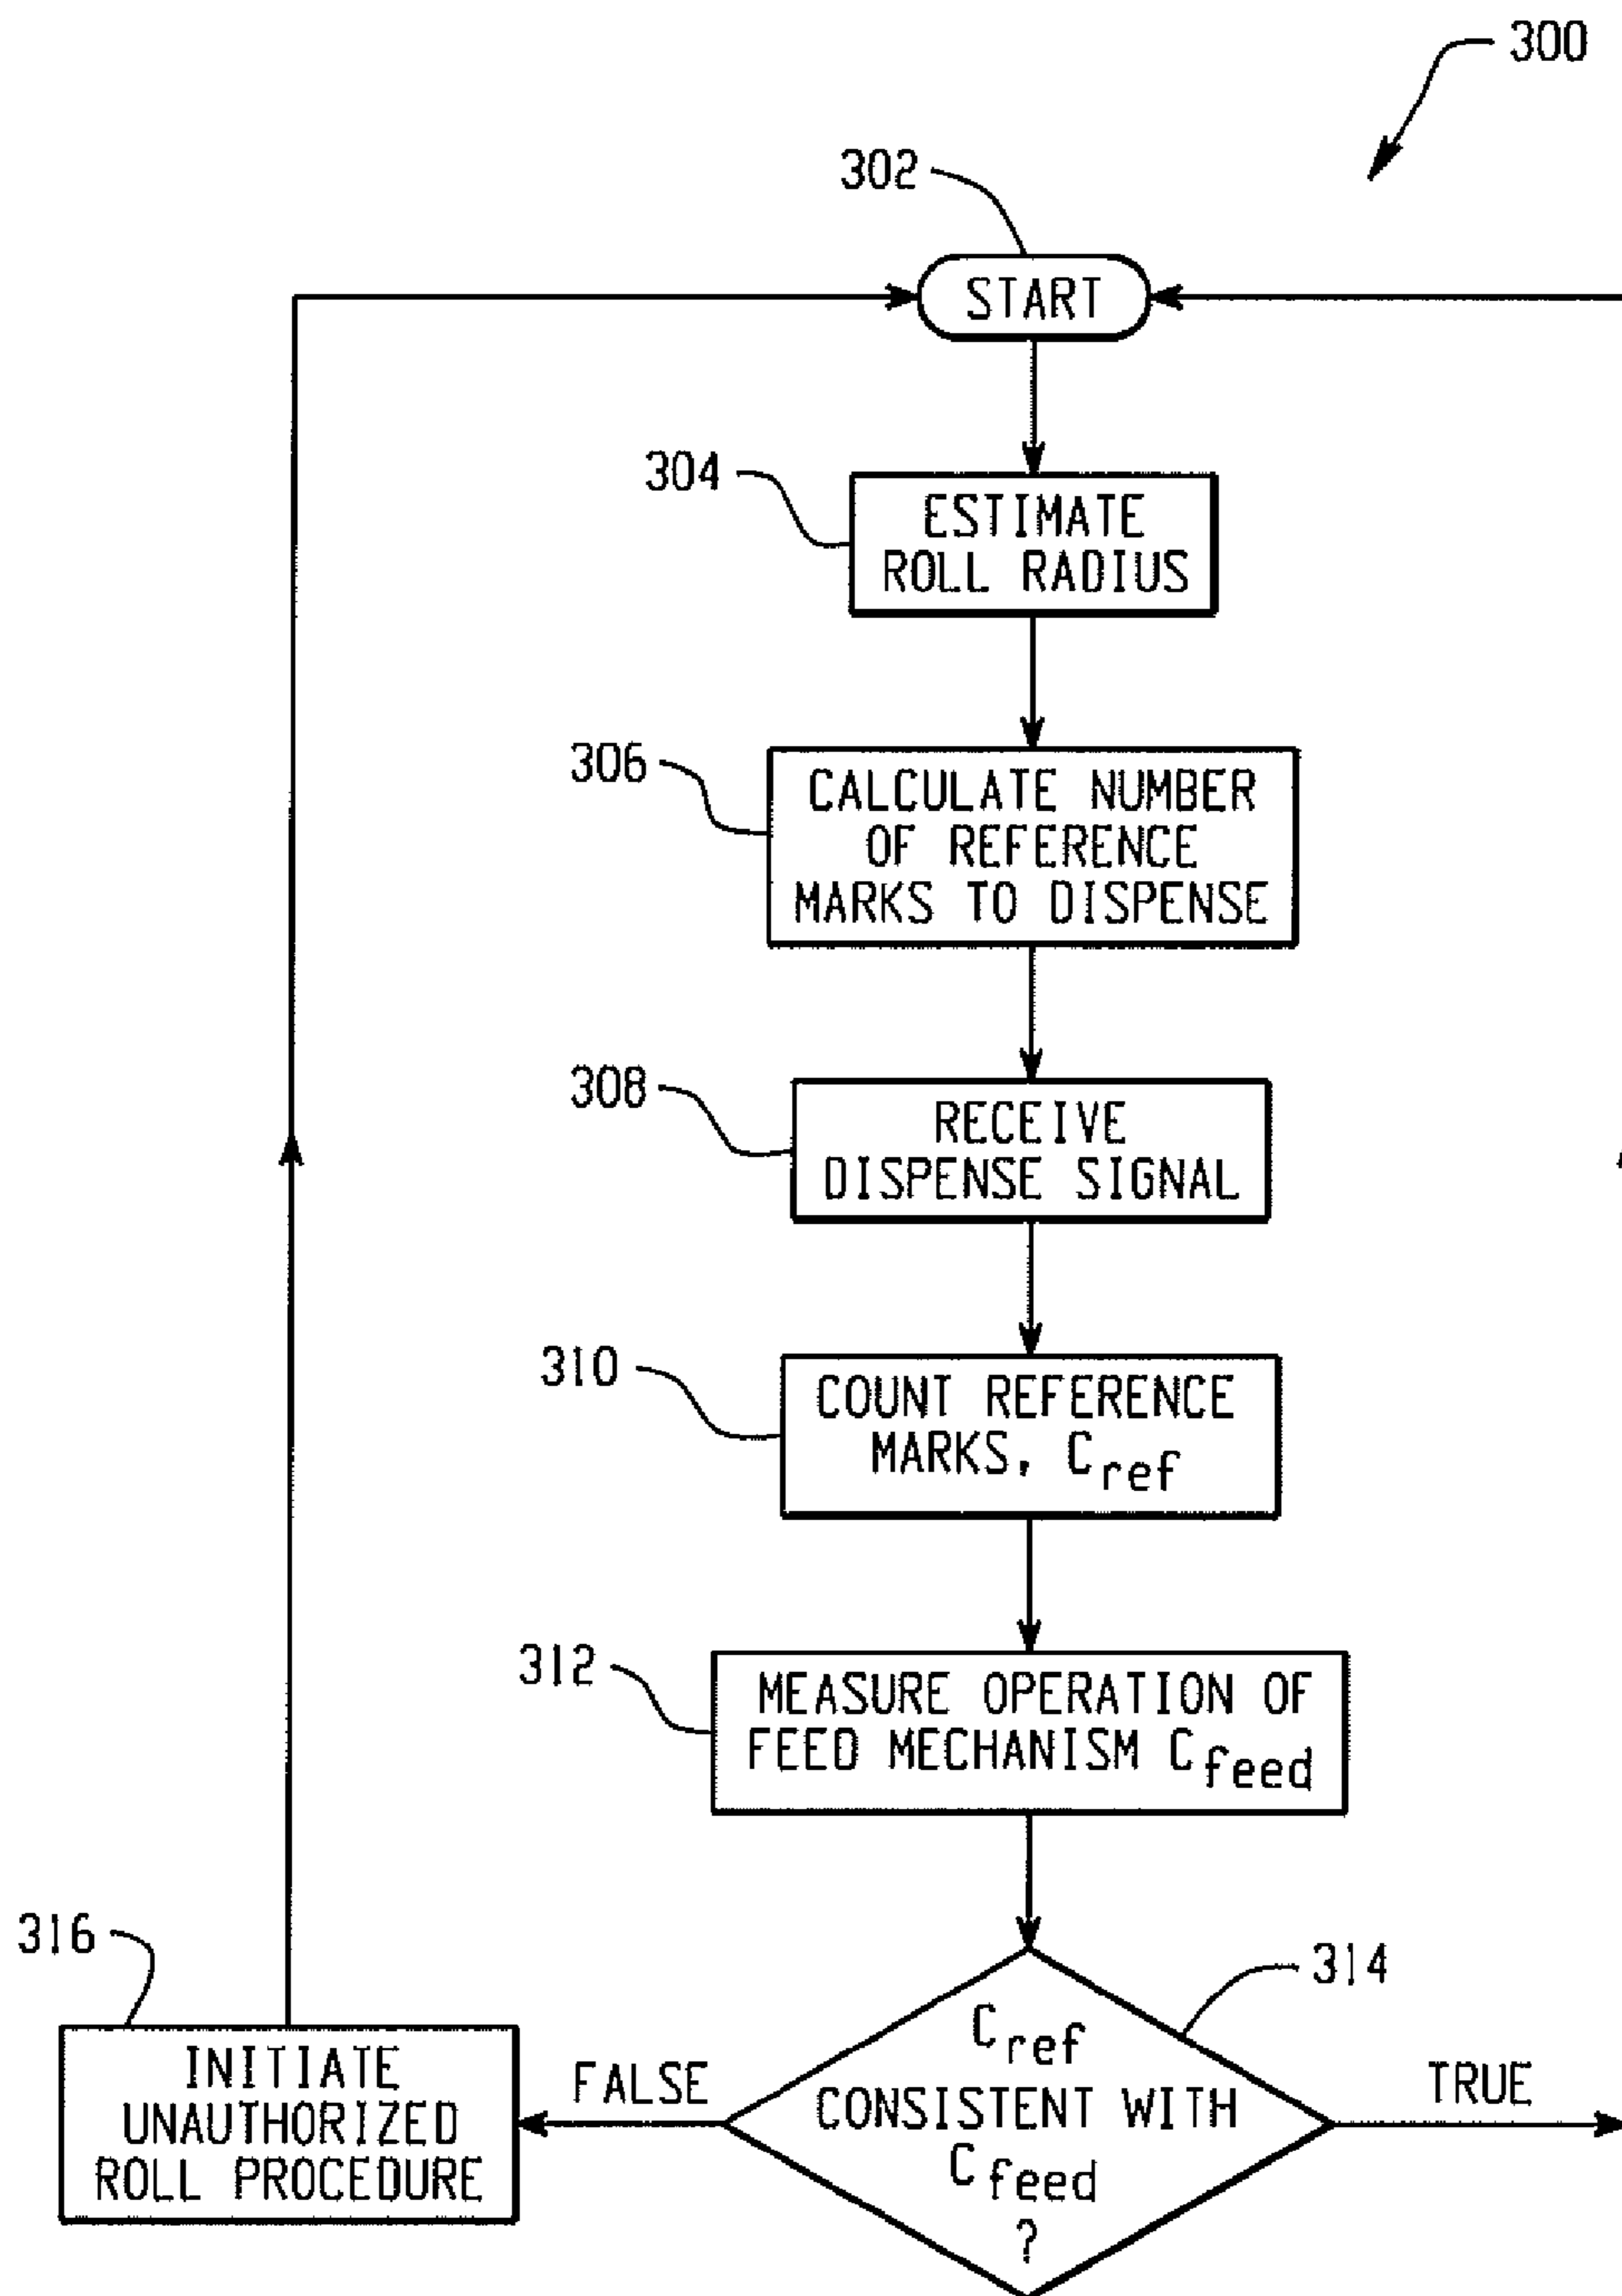 300
302
START
304
ESTIMATE
ROLL RADIUS
306
CALCULATE NUMBER
OF REFERENCE
MARKS TO DISPENSE
308
RECEIVE
DISPENSE SIGNAL
310
COUNT REFERENCE
MARKS, Cref
312
MEASURE OPERATION OF
FEED MECHANISM Cfeed
314
Cref
CONSISTENT WITH
Cfeed
?
FALSE
TRUE
316
INITIATE
UNAUTHORIZED
ROLL PROCEDURE